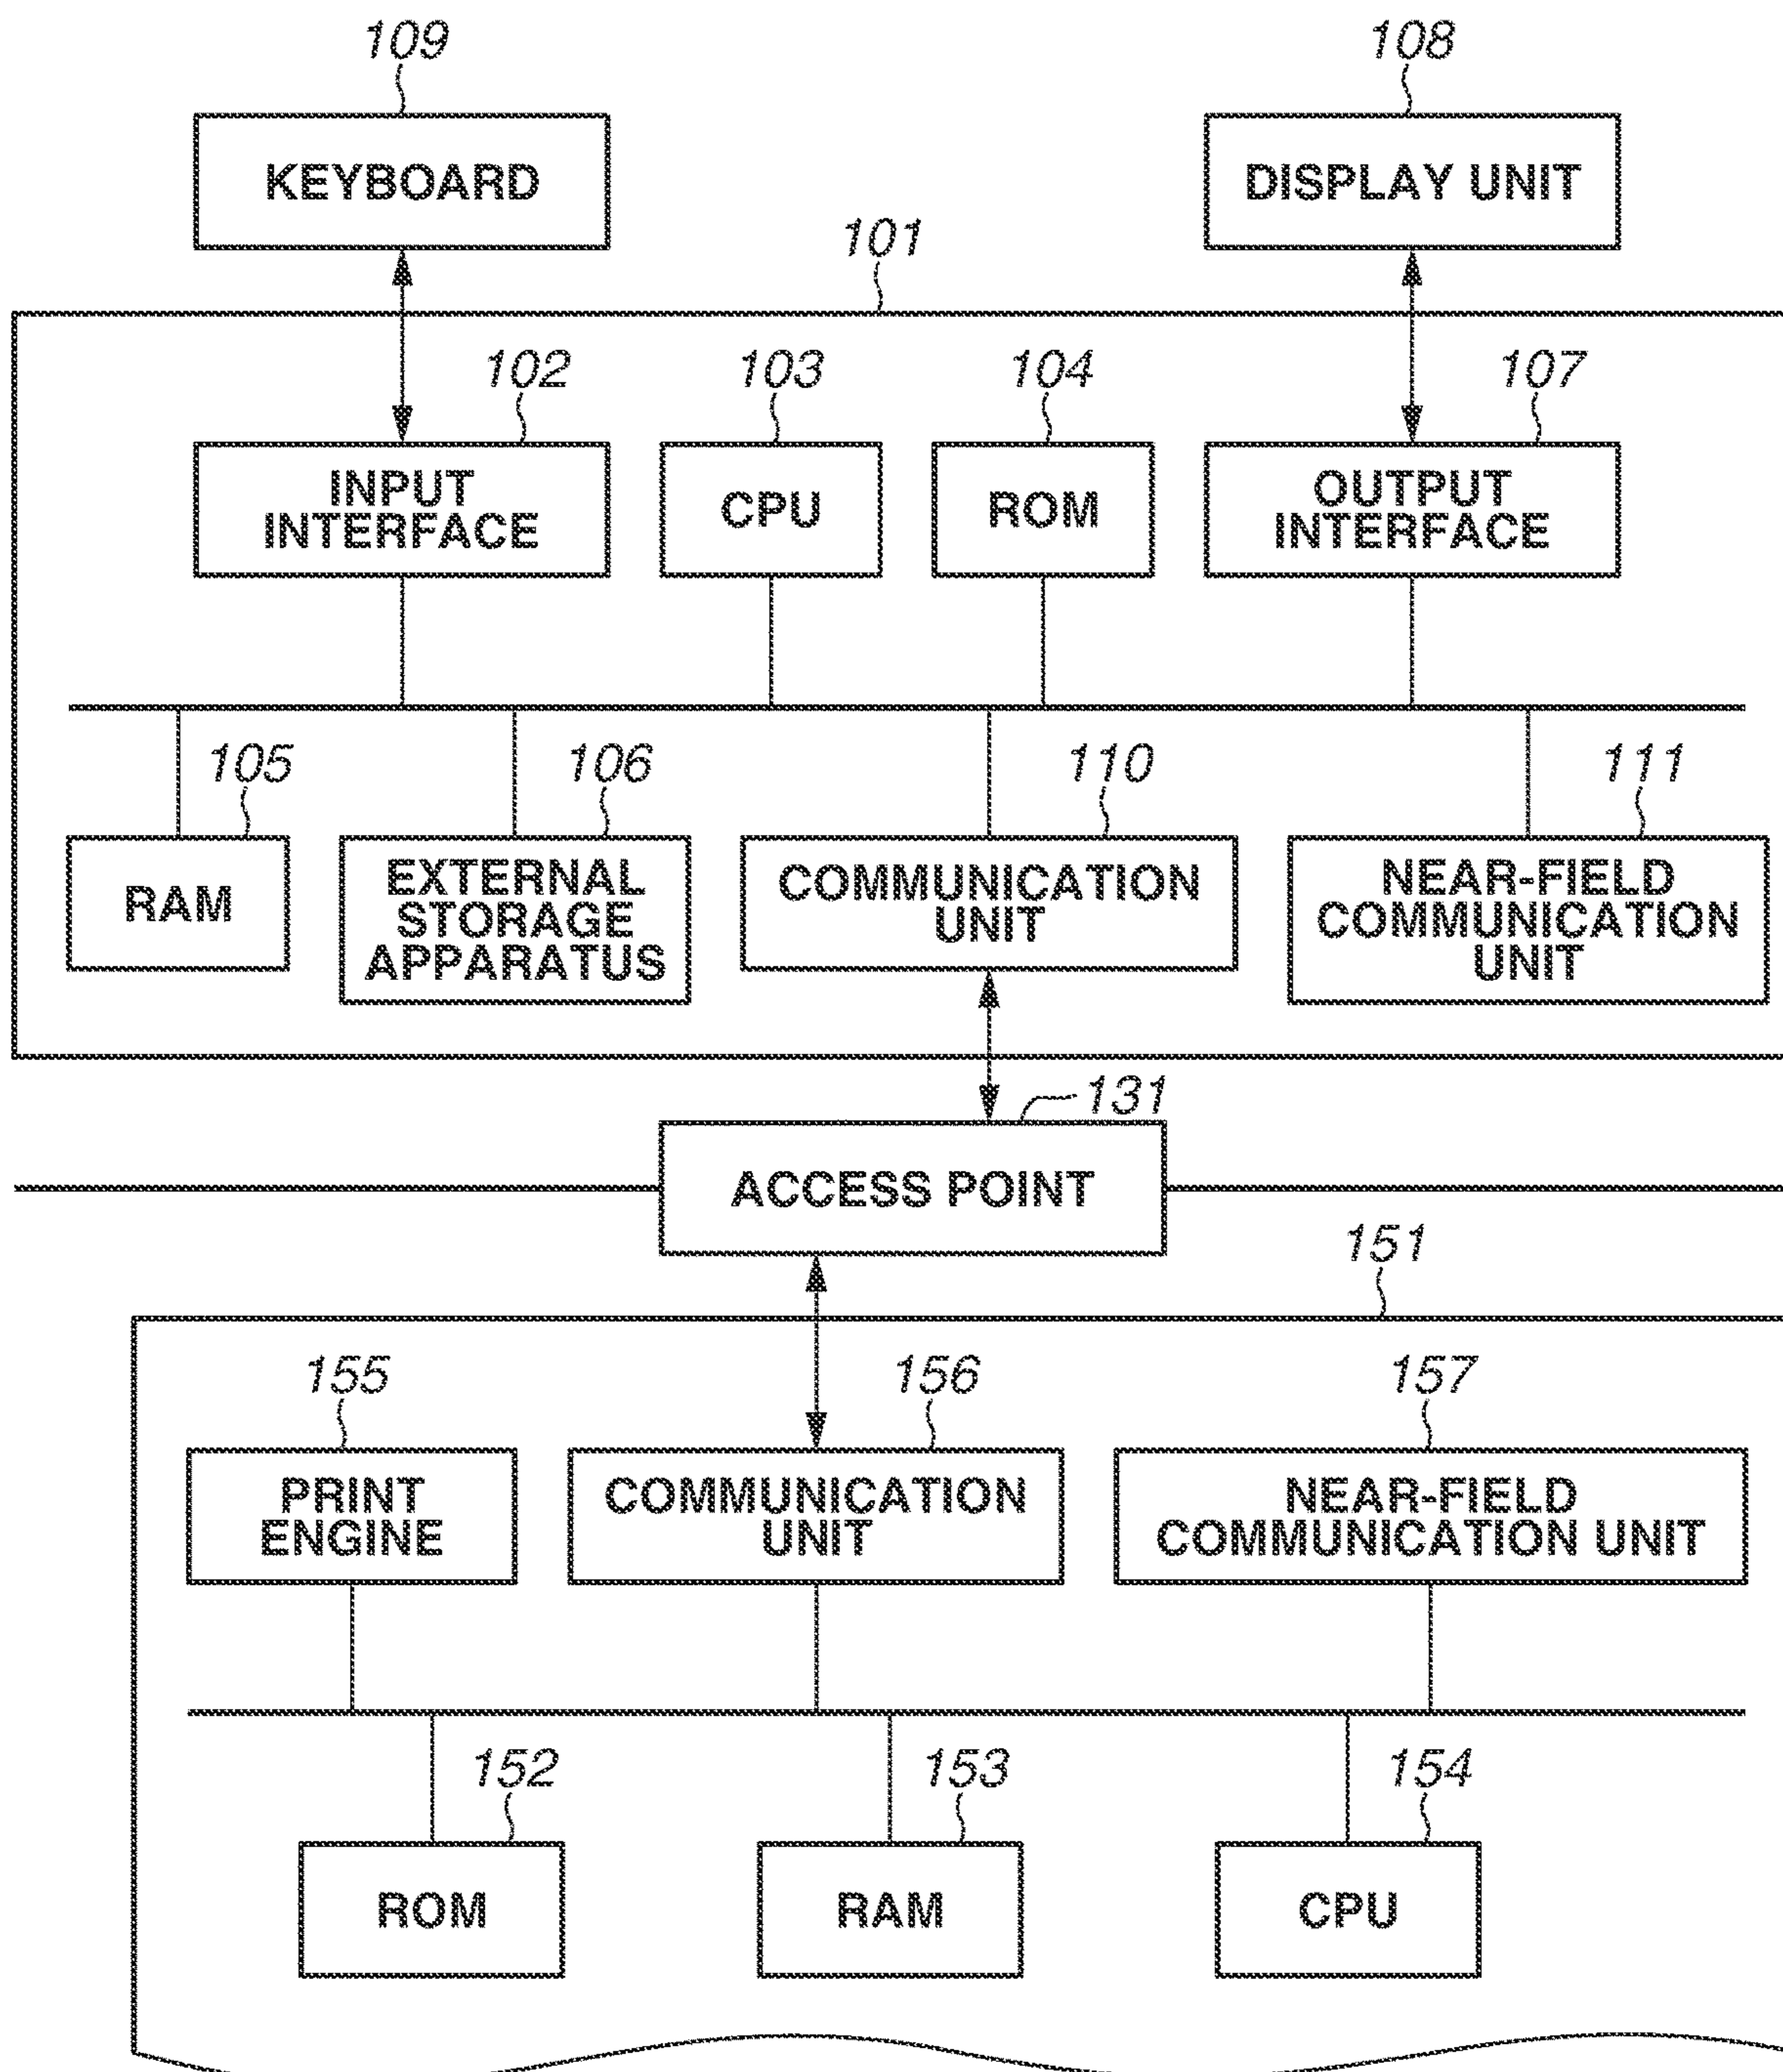 109
108
KEYBOARD
DISPLAY UNIT
101
102
103
104
107
INPUT
INTERFACE
CPU
ROM
OUTPUT
INTERFACE
105
106
110
111
RAM
EXTERNAL
STORAGE
APPARATUS
COMMUNICATION
UNIT
NEAR-FIELD
COMMUNICATION
UNIT
131
ACCESS POINT
151
155
156
157
PRINT
ENGINE
COMMUNICATION
UNIT
NEAR-FIELD
COMMUNICATION UNIT
152
153
154
ROM
RAM
CPU